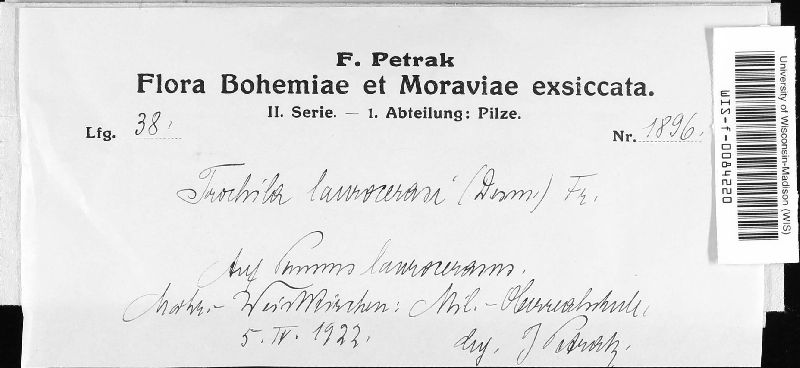 F. Petrak
Flora Bohemiae et Moraviae exsiccata.
II. Serie. — 1. Abteilung: Pilze.
Lfg. 38. Nr. 1896.
Trochila laurocerasi (Desm.) Fr.
Auf Prunus laurocerasus.
Mähr.-Weisskirchen: Mil.-Oberrealschule,
5. IV. 1922. J Petrak.
University of Wisconsin-Madison (WIS)
WIS-f-0084220